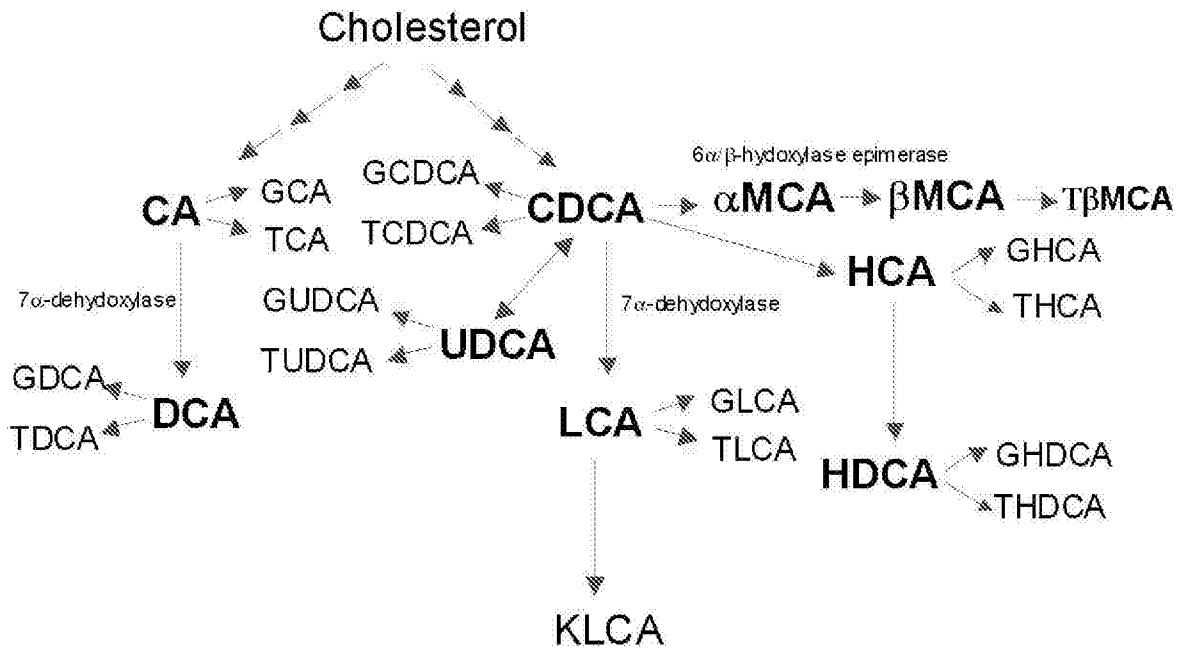 Cholesterol
6α/β-hydoxylase epimerase
GCDCA
GCA
CA
CDCA
αMCA
βMCA
TβMCA
TCA
TCDCA
GHCA
HCA
7α-dehydoxylase
GUDCA
7α-dehydoxylase
THCA
UDCA
TUDCA
GDCA
DCA
GLCA
LCA
TDCA
TLCA
GHDCA
HDCA
THDCA
KLCA